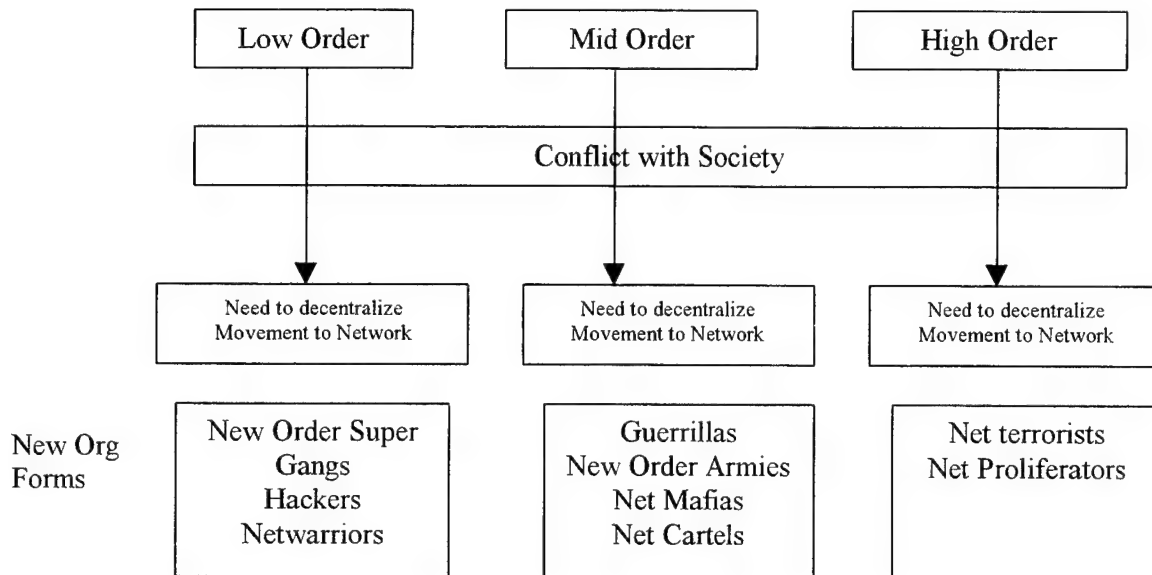 Low Order
Mid Order
High Order
Conflict with Society
Need to decentralize
Movement to Network
Need to decentralize
Movement to Network
Need to decentralize
Movement to Network
New Org
Forms
New Order Super
Gangs
Hackers
Netwarriors
Guerrillas
New Order Armies
Net Mafias
Net Cartels
Net terrorists
Net Proliferators